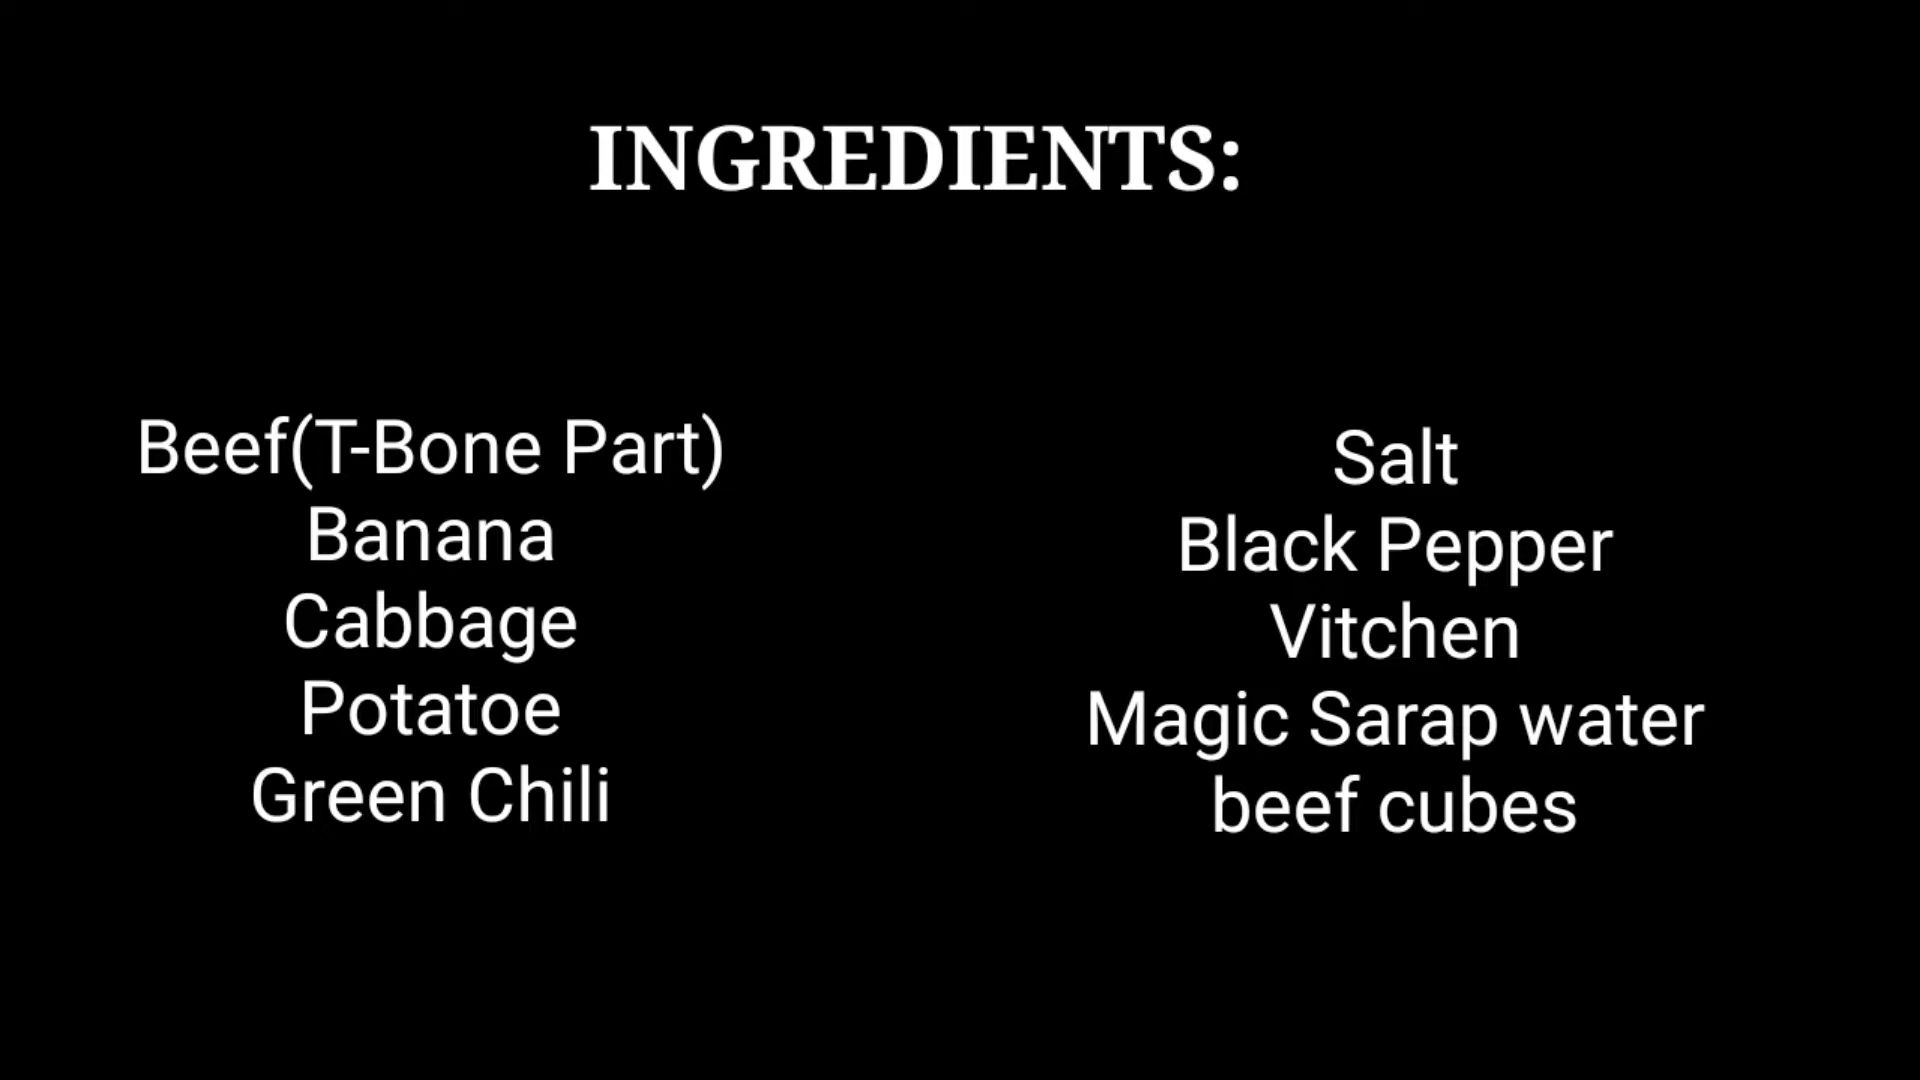 INGREDIENTS:
Beef(T-Bone Part)
Banana
Cabbage
Potatoe
Green Chili
Salt
Black Pepper
Vitchen
Magic Sarap water
beef cubes